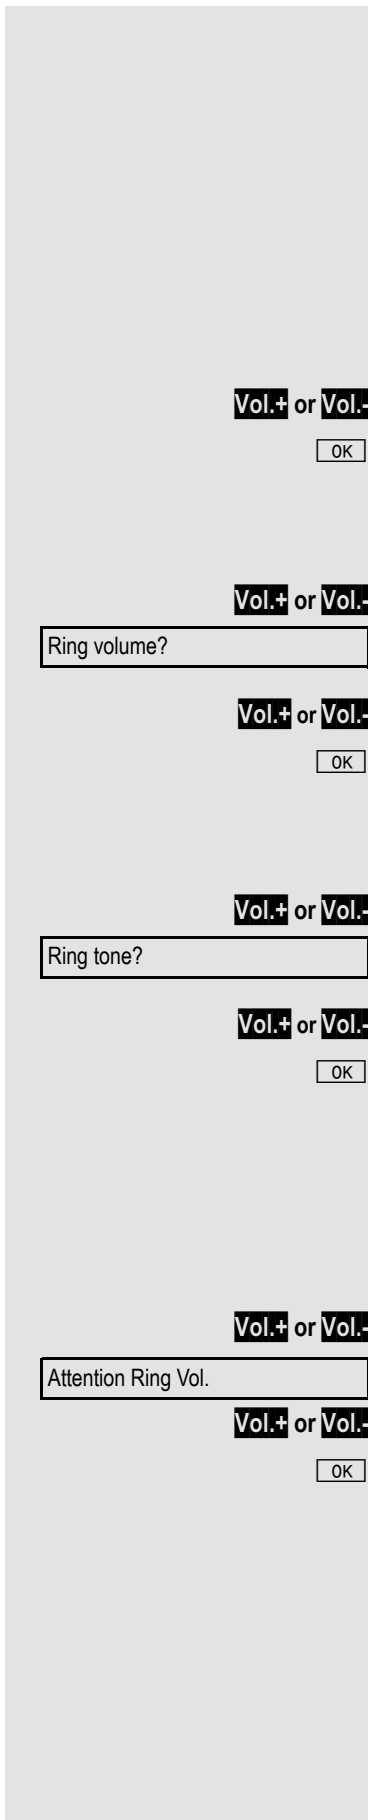 Vol.+ or Vol.-
OK
Vol.+ or Vol.-
Ring volume?
Vol.+ or Vol.-
OK
Vol.+ or Vol.-
Ring tone?
Vol.+ or Vol.-
OK
Vol.+ or Vol.-
Attention Ring Vol.
Vol.+ or Vol.-
OK